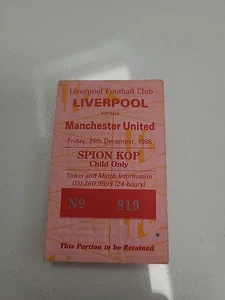 Liverpool Football Club
LIVERPOOL
versus
Manchester United
Friday, 26th December, 1986
SPION KOP
Child Only
Ticket and Match Information
051-260 9999 (24-hours)
No 819
This Portion to be Retained.